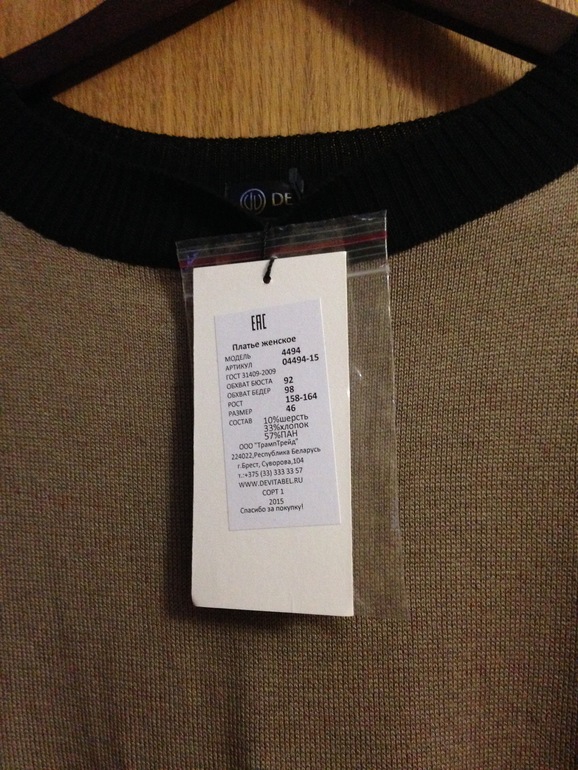 DE
EAC
Платье женское
МОДЕЛЬ 4494
АРТИКУЛ 04494-15
ГОСТ 31409-2009
ОБХВАТ БЮСТА 92
ОБХВАТ БЕДЕР 98
РОСТ 158-164
РАЗМЕР 46
СОСТАВ 10%шерсть
33%хлопок
57%ПАН
ООО "ТрампТрейд"
224022,Республика Беларусь
г.Брест, Суворова,104
т.:+375 (33) 333 33 57
WWW.DEVITABEL.RU
СОРТ 1
2015
Спасибо за покупку!